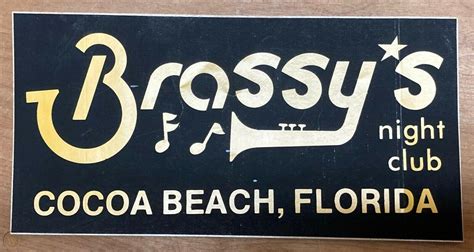 Brassy's
night
club
COCOA BEACH, FLORIDA